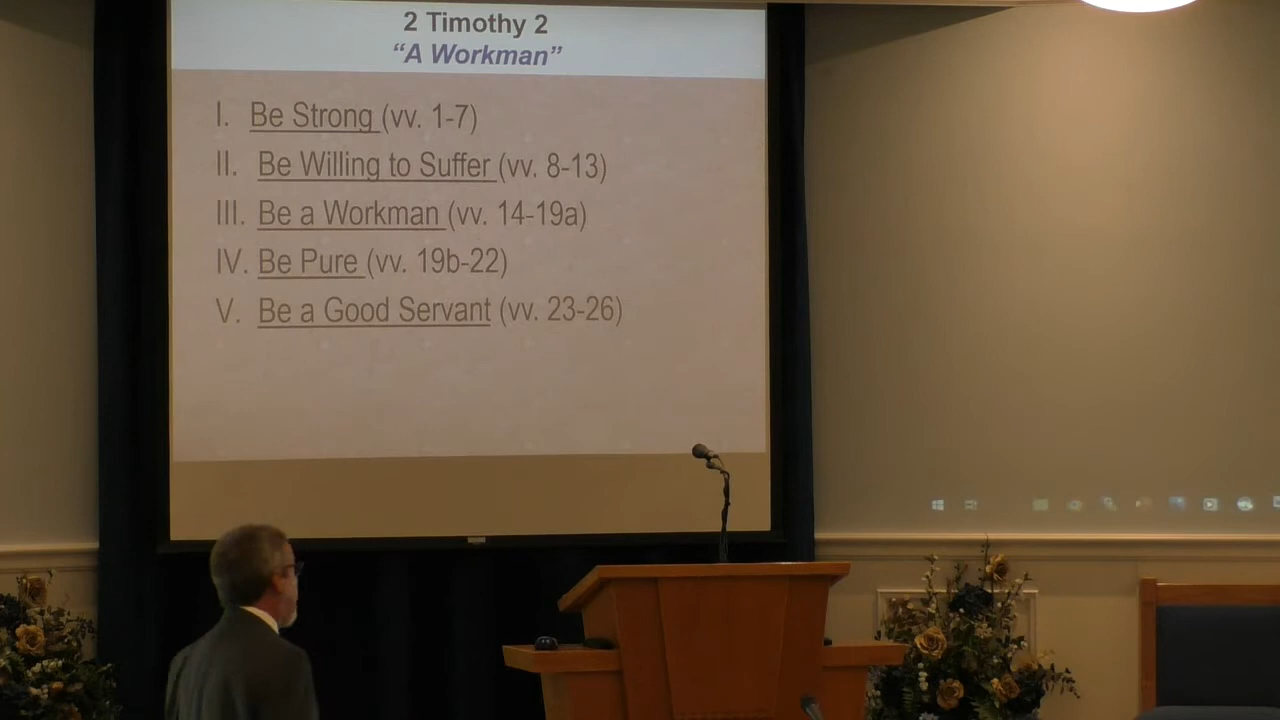 2 Timothy 2
“A Workman”
I. Be Strong (vv. 1-7)
II. Be Willing to Suffer (vv. 8-13)
III. Be a Workman (vv. 14-19a)
IV. Be Pure (vv. 19b-22)
V. Be a Good Servant (vv. 23-26)